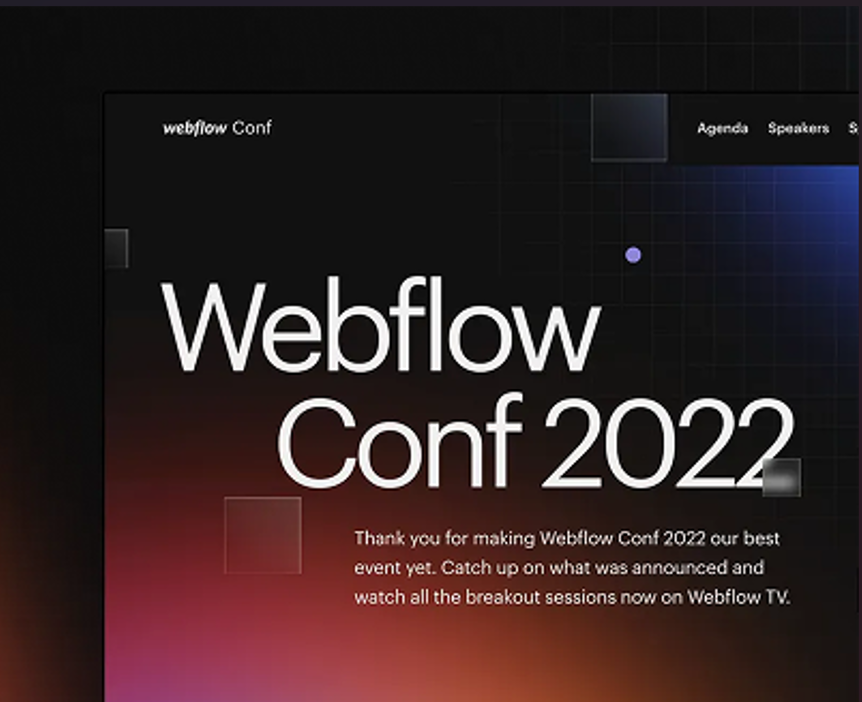 webflow Conf
Agenda Speakers
Webflow
Conf 2022
Thank you for making Webflow Conf 2022 our best
event yet. Catch up on what was announced and
watch all the breakout sessions now on Webflow TV.